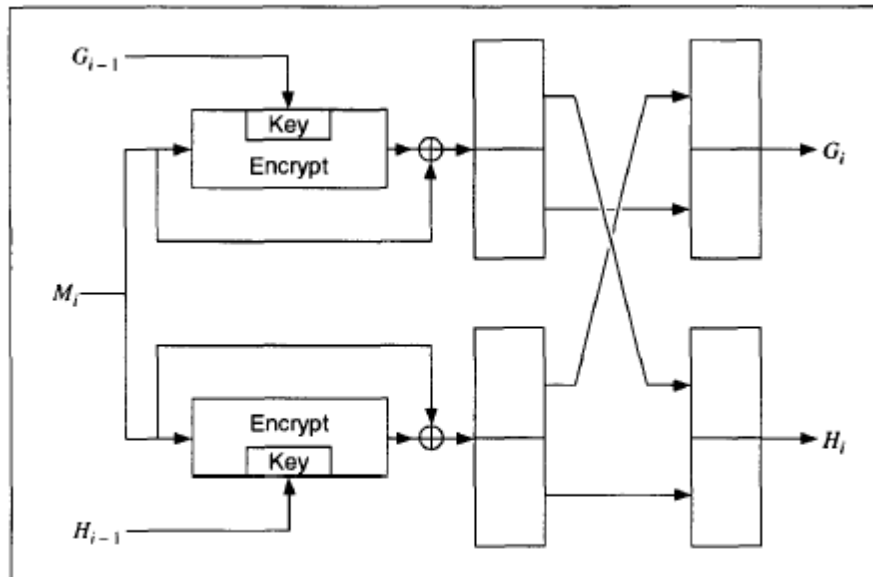 G_{i-1}
Key
Encrypt
G_i
M_i
Encrypt
Key
H_i
H_{i-1}